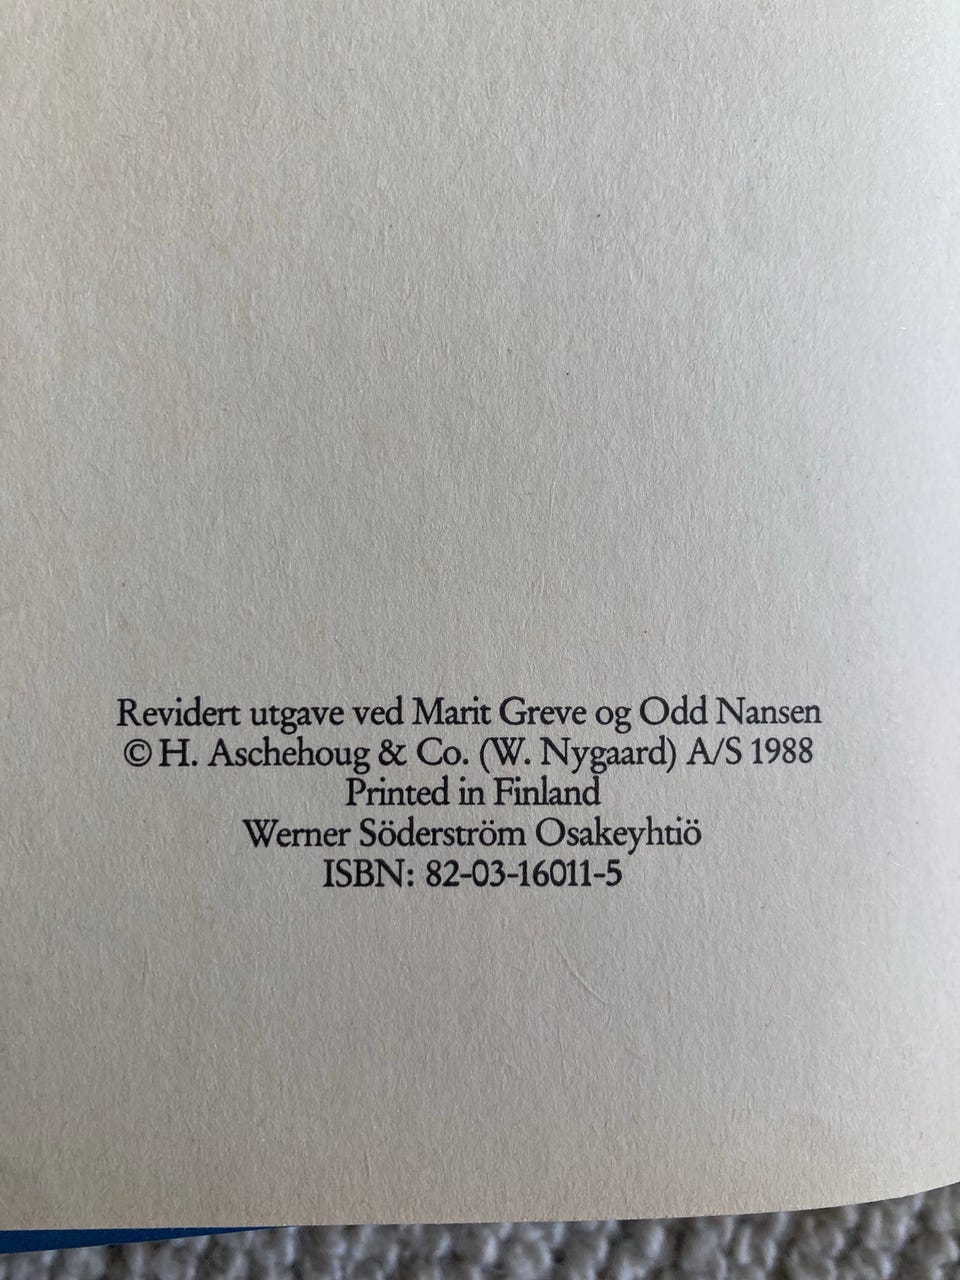 Revidert utgave ved Marit Greve og Odd Nansen
© H. Aschehoug & Co. (W. Nygaard) A/S 1988
Printed in Finland
Werner Söderström Osakeyhtiö
ISBN: 82-03-16011-5